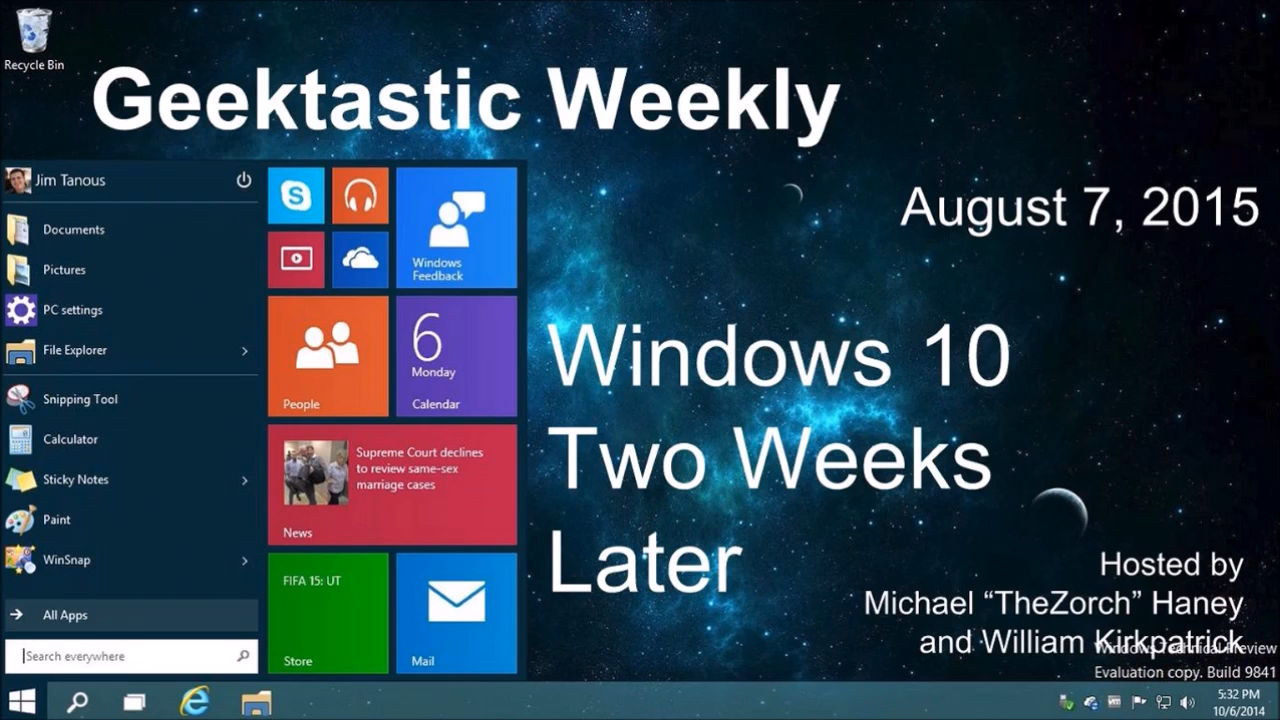 Recycle Bin
Geektastic Weekly
August 7, 2015
Jim Tanous
Documents
Pictures
PC settings
File Explorer
Snipping Tool
Calculator
Sticky Notes
Paint
WinSnap
All Apps
Search everywhere
Windows
Feedback
People
6
Monday
Calendar
Supreme Court declines
to review same-sex
marriage cases
News
FIFA 15: UT
Store
Mail
Windows 10
Two Weeks
Later
Hosted by
Michael “TheZorch” Haney
and William Kirkpatrick
Windows Technical Preview
Evaluation copy. Build 9841
5:32 PM
10/6/2014